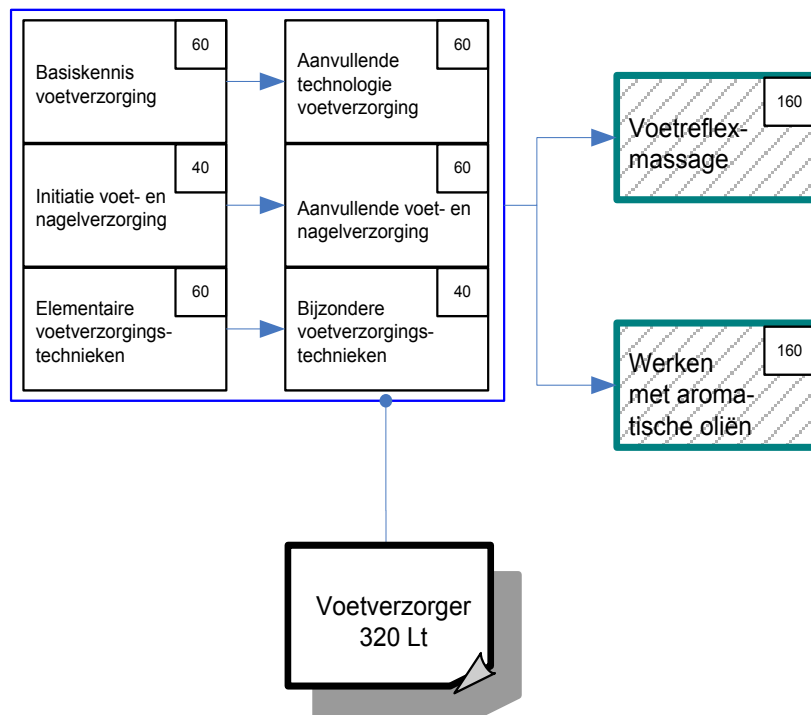 60
Basiskennis
voetverzorging
60
Aanvullende
technologie
voetverzorging
40
Initiatie voet- en
nagelverzorging
60
Aanvullende voet- en
nagelverzorging
60
Elementaire
voetverzorgings-
technieken
40
Bijzondere
voetverzorgings-
technieken
160
Voetreflex-
massage
160
Werken
met aroma-
tische oliën
Voetverzorger
320 Lt